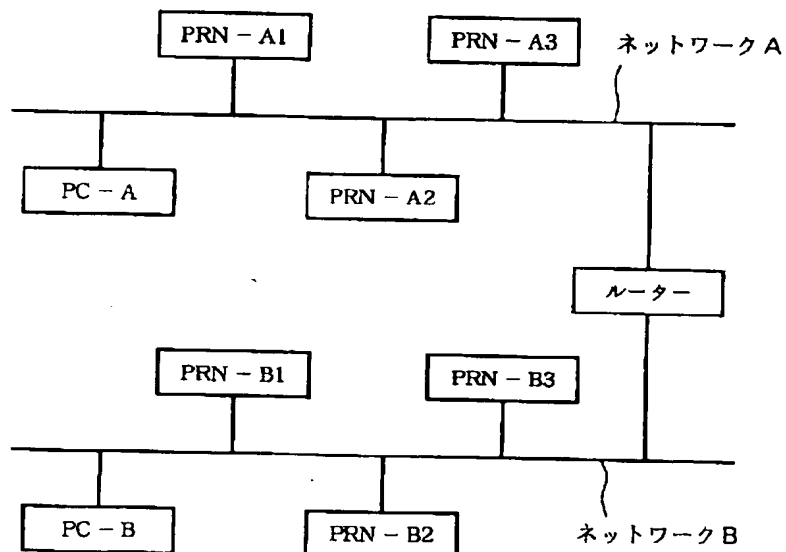 PRN-A1
PRN-A3
ネットワークA
PC-A
PRN-A2
ルーター
PRN-B1
PRN-B3
PC-B
PRN-B2
ネットワークB